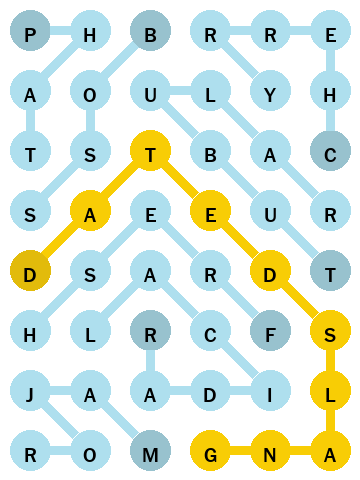 P H B R R E
A O U L Y H
T S T B A C
S A E E U R
D S A R D T
H L R C F S
J A A D I L
R O M G N A